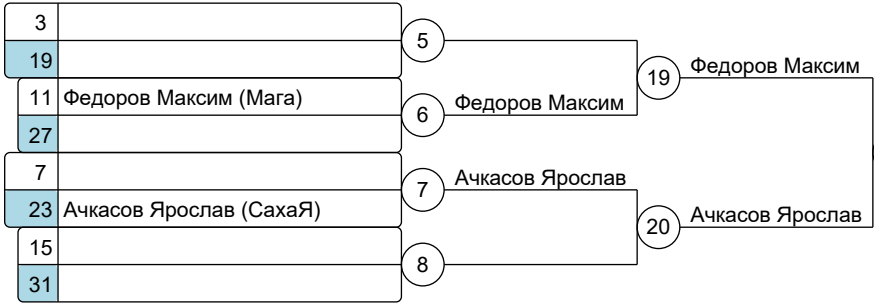 3
5
19
19 Федоров Максим
11 Федоров Максим (Мага)
6 Федоров Максим
27
7
7 Ачкасов Ярослав
23 Ачкасов Ярослав (СахаЯ)
20 Ачкасов Ярослав
15
8
31